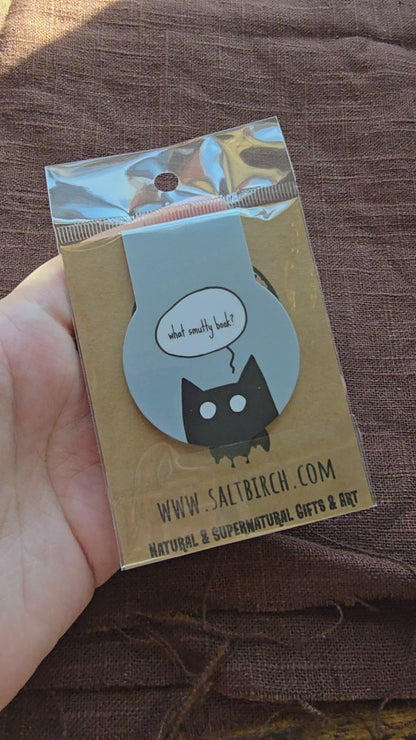 what smutty book?
WWW.SALTBIRCH.COM
NATURAL & SUPERNATURAL GIFTS & ART